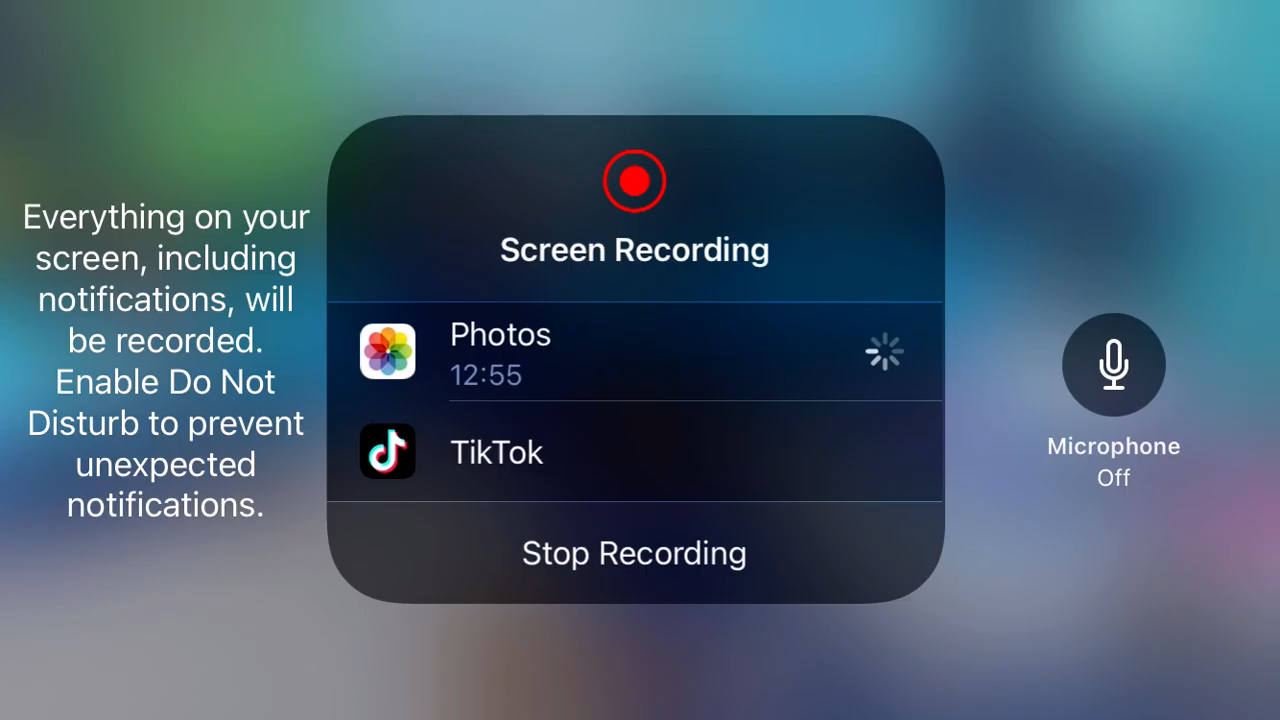 Everything on your
screen, including
notifications, will
be recorded.
Enable Do Not
Disturb to prevent
unexpected
notifications.
Screen Recording
Photos
12:55
TikTok
Stop Recording
Microphone
Off